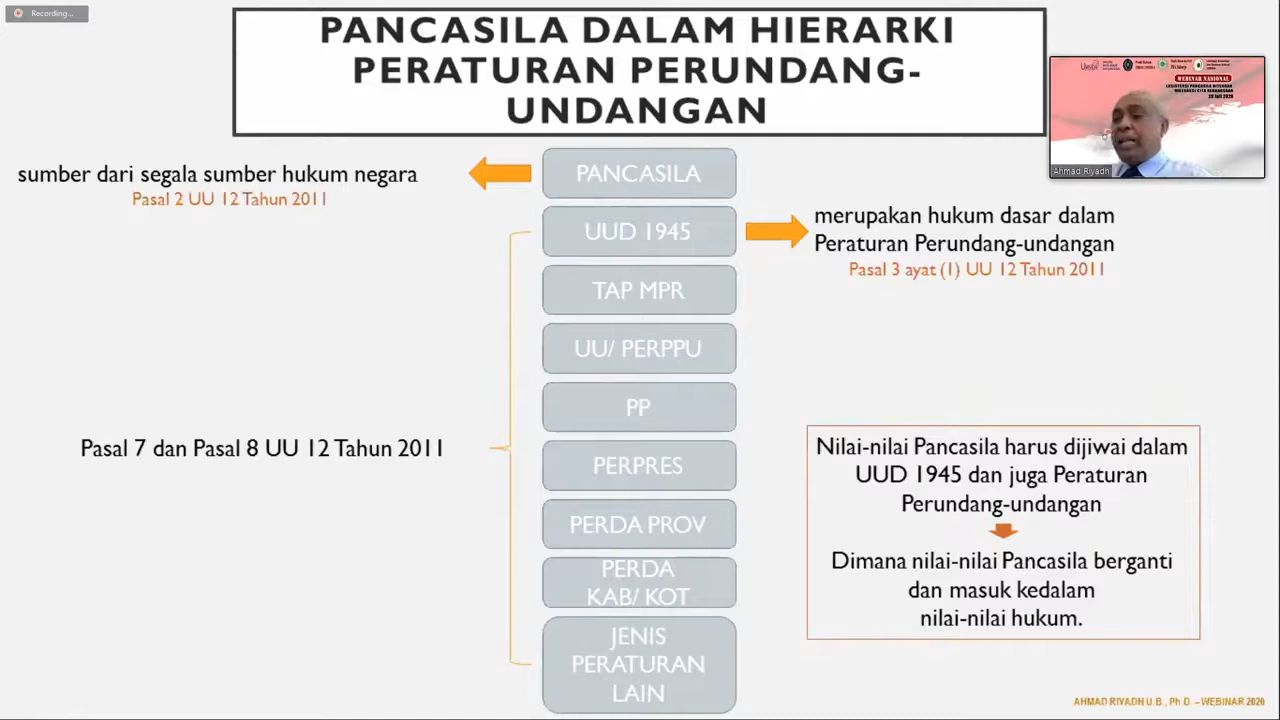 Recording...
PANCASILA DALAM HIERARKI
PERATURAN PERUNDANG-
UNDANGAN
WEBINAR NASIONAL
Ahmad Riyadh
sumber dari segala sumber hukum negara
Pasal 2 UU 12 Tahun 2011
PANCASILA
UUD 1945
merupakan hukum dasar dalam
Peraturan Perundang-undangan
Pasal 3 ayat (1) UU 12 Tahun 2011
TAP MPR
UU/ PERPPU
PP
Pasal 7 dan Pasal 8 UU 12 Tahun 2011
PERPRES
PERDA PROV
PERDA
KAB/ KOT
JENIS
PERATURAN
LAIN
Nilai-nilai Pancasila harus dijiwai dalam
UUD 1945 dan juga Peraturan
Perundang-undangan
Dimana nilai-nilai Pancasila berganti
dan masuk kedalam
nilai-nilai hukum.
AHMAD RIYADH U.B., Ph.D. – WEBINAR 2020